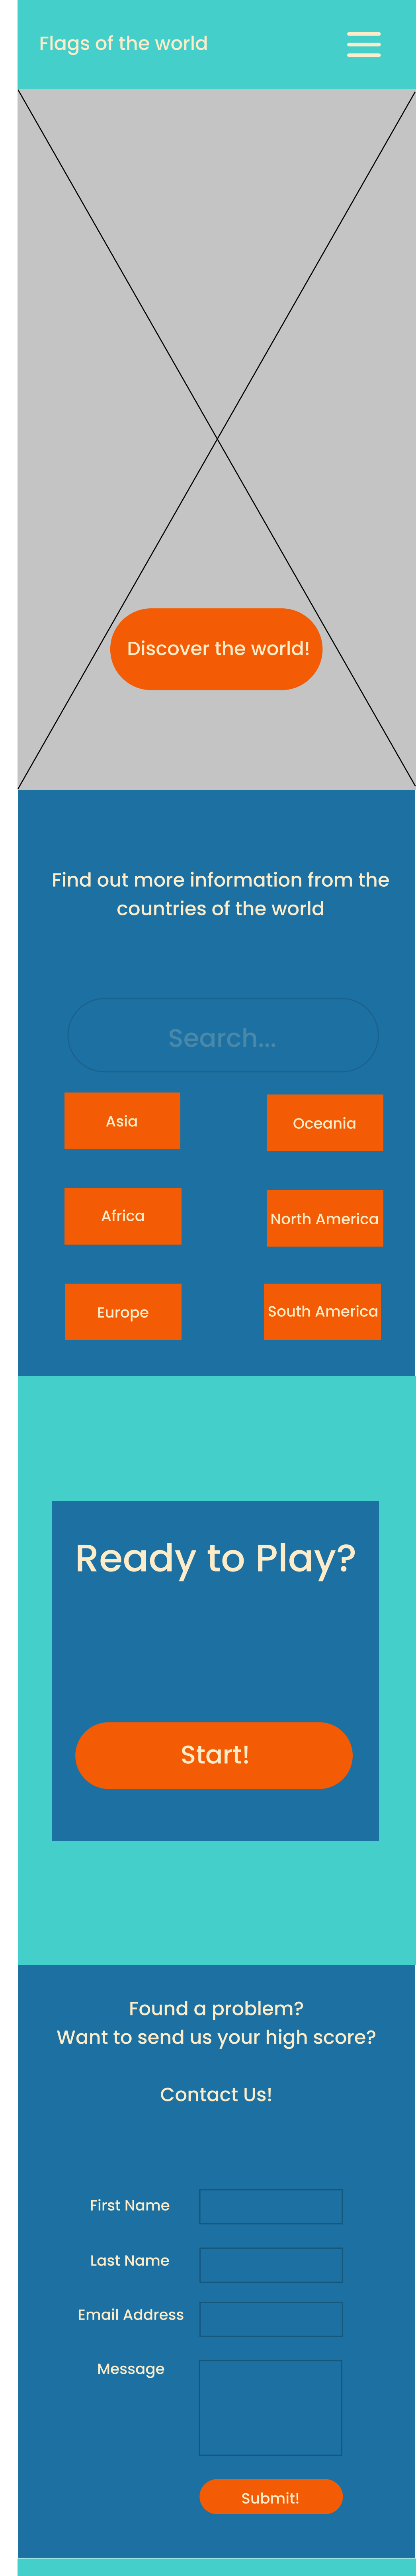 Flags of the world
Discover the world!
Find out more information from the
countries of the world
Search...
Asia
Oceania
Africa
North America
Europe
South America
Ready to Play?
Start!
Found a problem?
Want to send us your high score?
Contact Us!
First Name
Last Name
Email Address
Message
Submit!